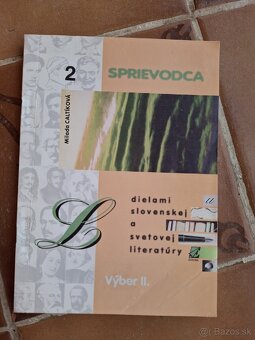 2
SPRIEVODCA
Milada CALTÍKOVÁ
L
dielami
slovenskej
a
svetovej
literatúry
Výber II.
bazos.sk